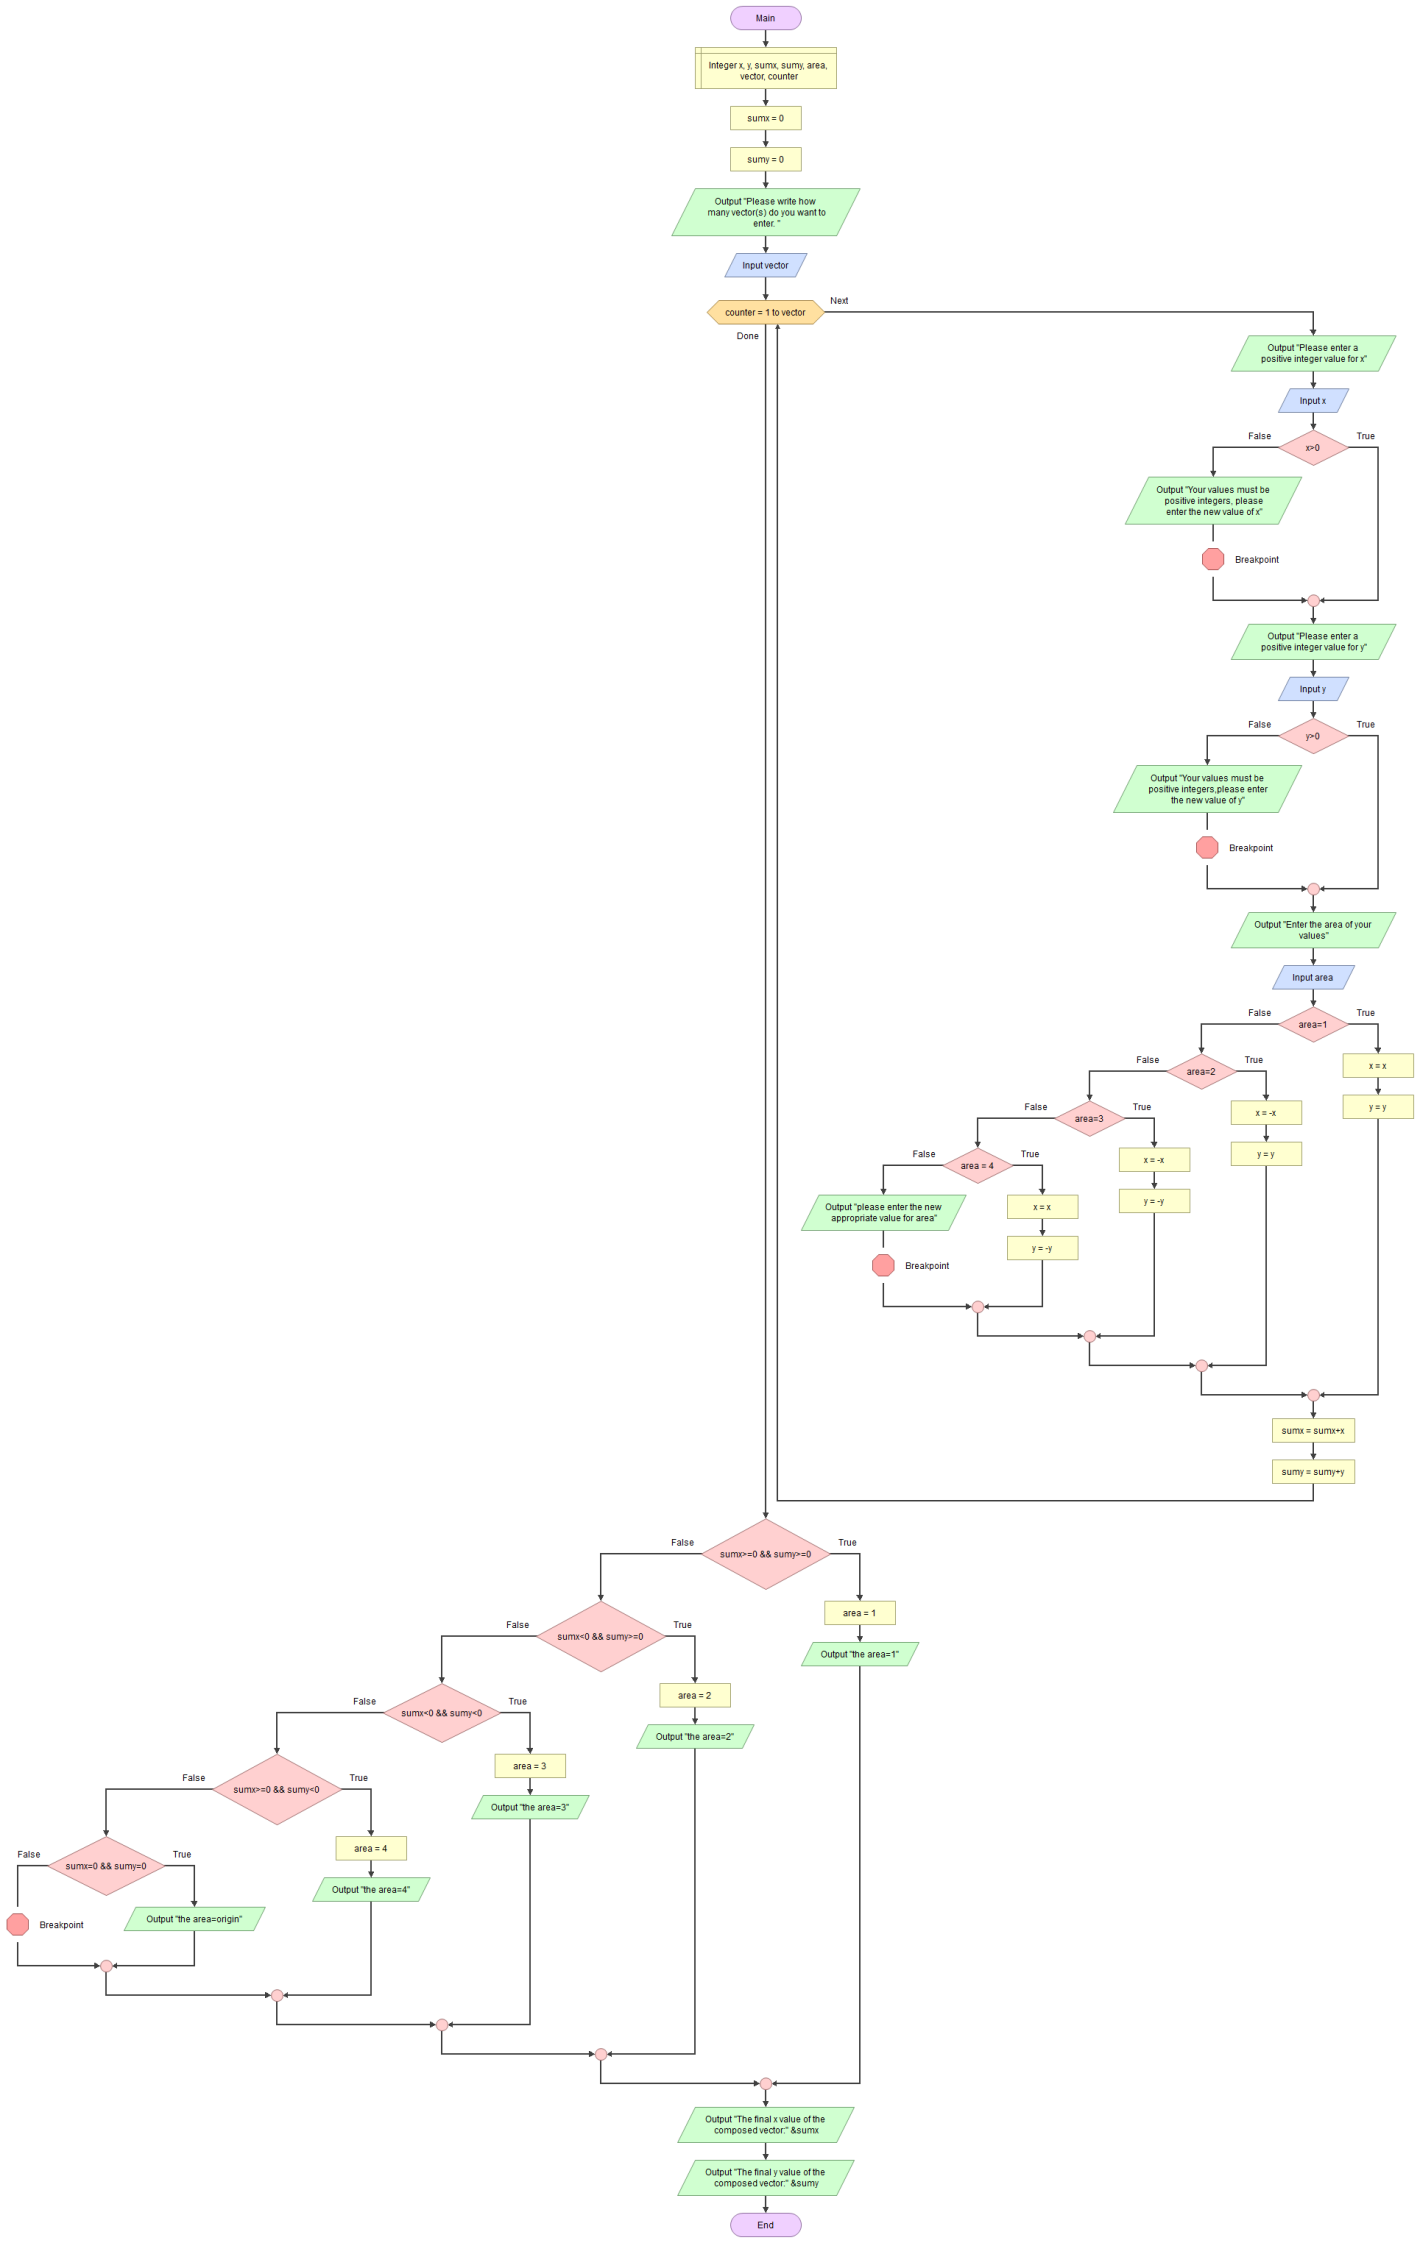 Main
Integer x, y, sumx, sumy, area,
vector, counter
sumx = 0
sumy = 0
Output "Please write how
many vector(s) do you want to
enter. "
Input vector
counter = 1 to vector
Next
Done
Output "Please enter a
positive integer value for x"
Input x
x>0
False
True
Output "Your values must be
positive integers, please
enter the new value of x"
Breakpoint
Output "Please enter a
positive integer value for y"
Input y
y>0
False
True
Output "Your values must be
positive integers,please enter
the new value of y"
Breakpoint
Output "Enter the area of your
values"
Input area
area=1
False
True
x = x
y = y
area=2
False
True
x = -x
y = y
area=3
False
True
x = -x
y = -y
area = 4
False
True
x = x
y = -y
Output "please enter the new
appropriate value for area"
Breakpoint
sumx = sumx+x
sumy = sumy+y
sumx>=0 && sumy>=0
False
True
area = 1
Output "the area=1"
sumx<0 && sumy>=0
False
True
area = 2
Output "the area=2"
sumx<0 && sumy<0
False
True
area = 3
Output "the area=3"
sumx>=0 && sumy<0
False
True
area = 4
Output "the area=4"
sumx=0 && sumy=0
False
True
Output "the area=origin"
Breakpoint
Output "The final x value of the
composed vector:" &sumx
Output "The final y value of the
composed vector:" &sumy
End